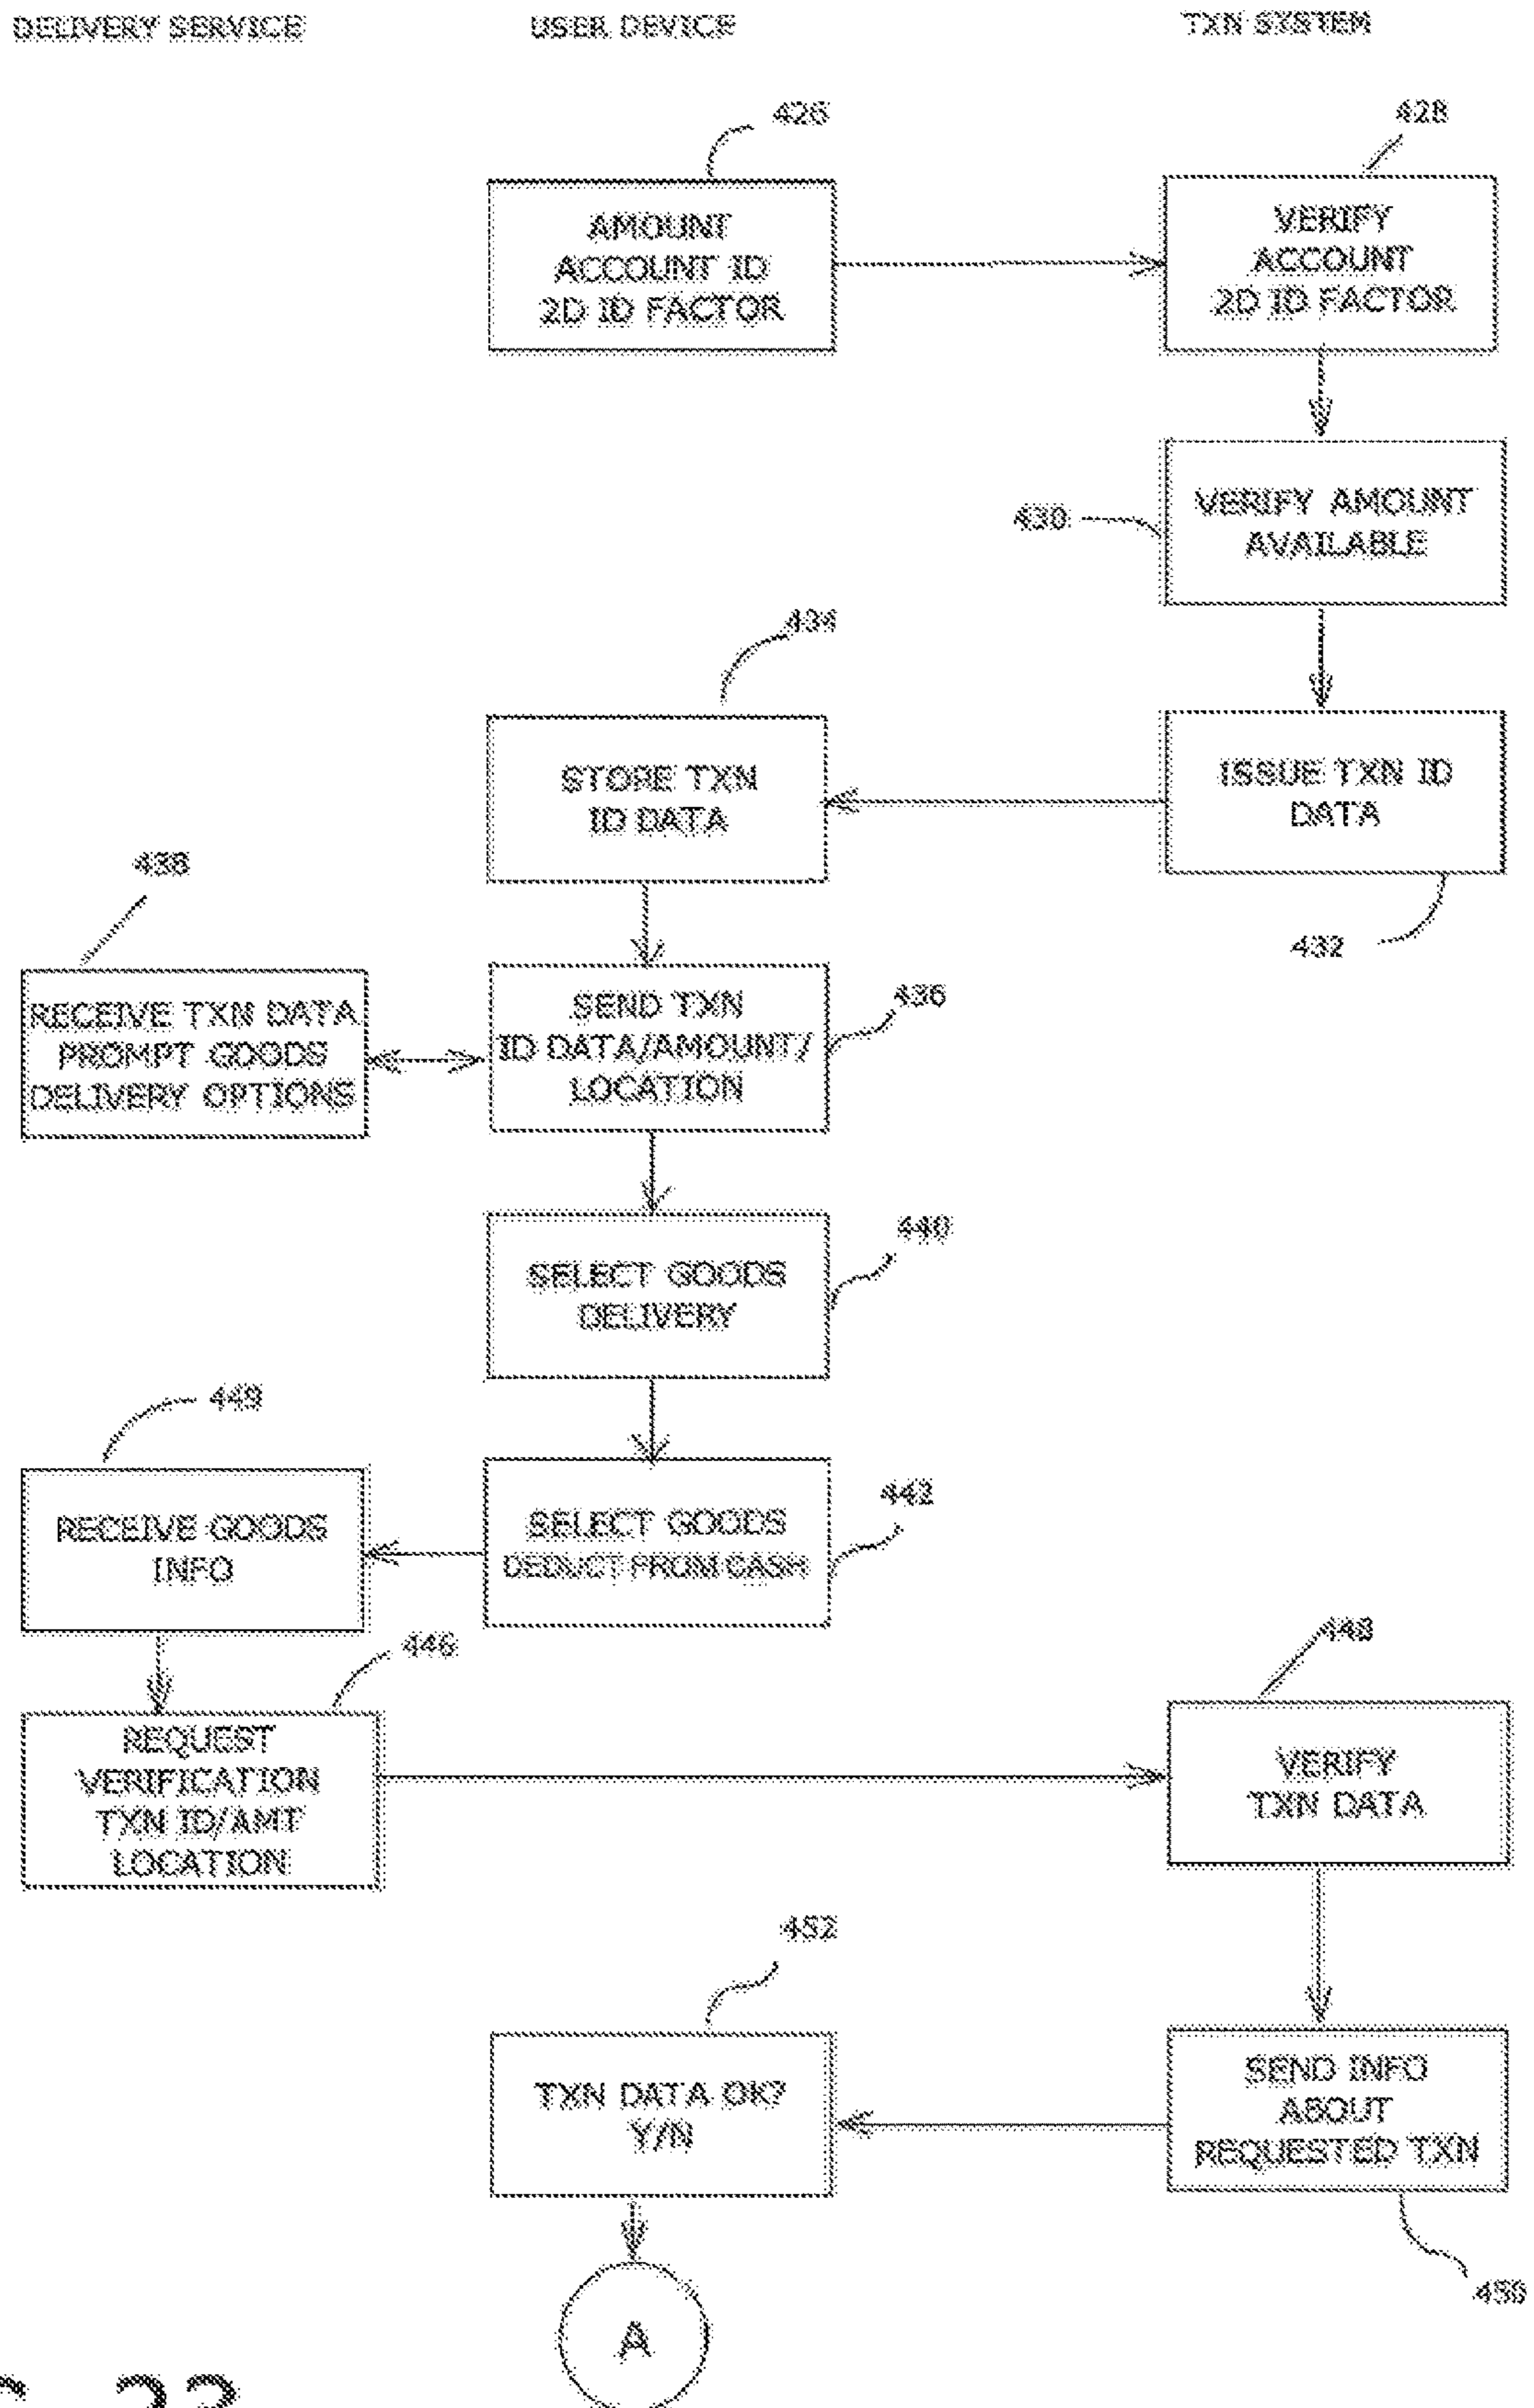 DELIVERY SERVICE
USER DEVICE
TXN SYSTEM
426
428
AMOUNT
ACCOUNT ID
2D ID FACTOR
VERIFY
ACCOUNT
2D ID FACTOR
430
VERIFY AMOUNT
AVAILABLE
434
STORE TXN
ID DATA
ISSUE TXN ID
DATA
432
438
RECEIVE TXN DATA
PROMPT GOODS
DELIVERY OPTIONS
SEND TXN
ID DATA/AMOUNT/
LOCATION
436
SELECT GOODS
DELIVERY
440
449
RECEIVE GOODS
INFO
SELECT GOODS
DEDUCT FROM CASH
442
446
REQUEST
VERIFICATION
TXN ID/AMT
LOCATION
448
VERIFY
TXN DATA
452
TXN DATA OK?
Y/N
SEND INFO
ABOUT
REQUESTED TXN
450
A